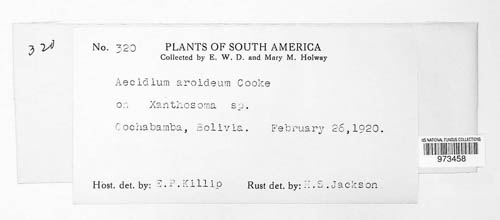 320
No. 320 PLANTS OF SOUTH AMERICA
Collected by E. W. D. and Mary M. Holway
Aecidium aroideum Cooke
on Xanthosoma sp.
Cochabamba, Bolivia. February 26,1920.
US NATIONAL FUNGUS COLLECTIONS
973458
Host. det. by: E.P.Killip Rust det. by: H.S.Jackson